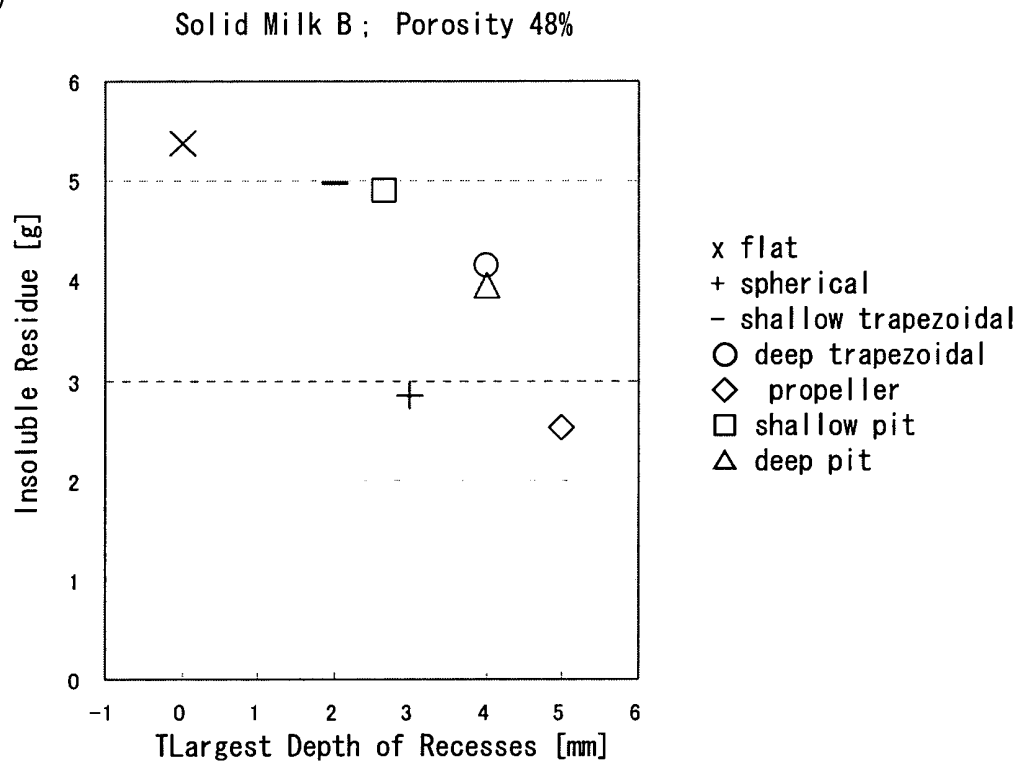 )
Solid Milk B; Porosity 48%
6
5
4
3
2
1
0
Insoluble Residue [g]
-1 0 1 2 3 4 5 6
TLargest Depth of Recesses [mm]
x flat
+ spherical
- shallow trapezoidal
○ deep trapezoidal
◇ propeller
□ shallow pit
△ deep pit